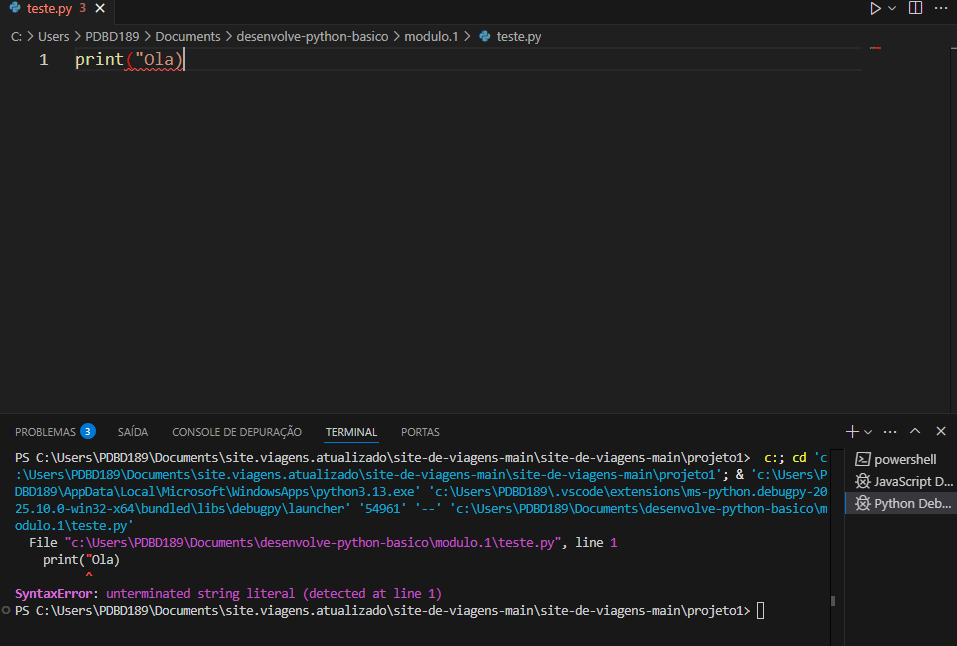 teste.py 3
C: > Users > PDBD189 > Documents > desenvolve-python-basico > modulo.1 > teste.py
1 print("Ola)
PROBLEMAS 3 SAÍDA CONSOLE DE DEPURAÇÃO TERMINAL PORTAS
PS C:\Users\PDBD189\Documents\site.viagens.atualizado\site-de-viagens-main\site-de-viagens-main\projeto1>  c:; cd 'c
:\Users\PDBD189\Documents\site.viagens.atualizado\site-de-viagens-main\site-de-viagens-main\projeto1'; & 'c:\Users\P
DBD189\AppData\Local\Microsoft\WindowsApps\python3.13.exe' 'c:\Users\PDBD189\.vscode\extensions\ms-python.debugpy-20
25.10.0-win32-x64\bundled\libs\debugpy\launcher' '54961' '--' 'c:\Users\PDBD189\Documents\desenvolve-python-basico\m
odulo.1\teste.py'
  File "c:\Users\PDBD189\Documents\desenvolve-python-basico\modulo.1\teste.py", line 1
    print("Ola)
          ^
SyntaxError: unterminated string literal (detected at line 1)
PS C:\Users\PDBD189\Documents\site.viagens.atualizado\site-de-viagens-main\site-de-viagens-main\projeto1>
powershell
JavaScript D...
Python Deb...